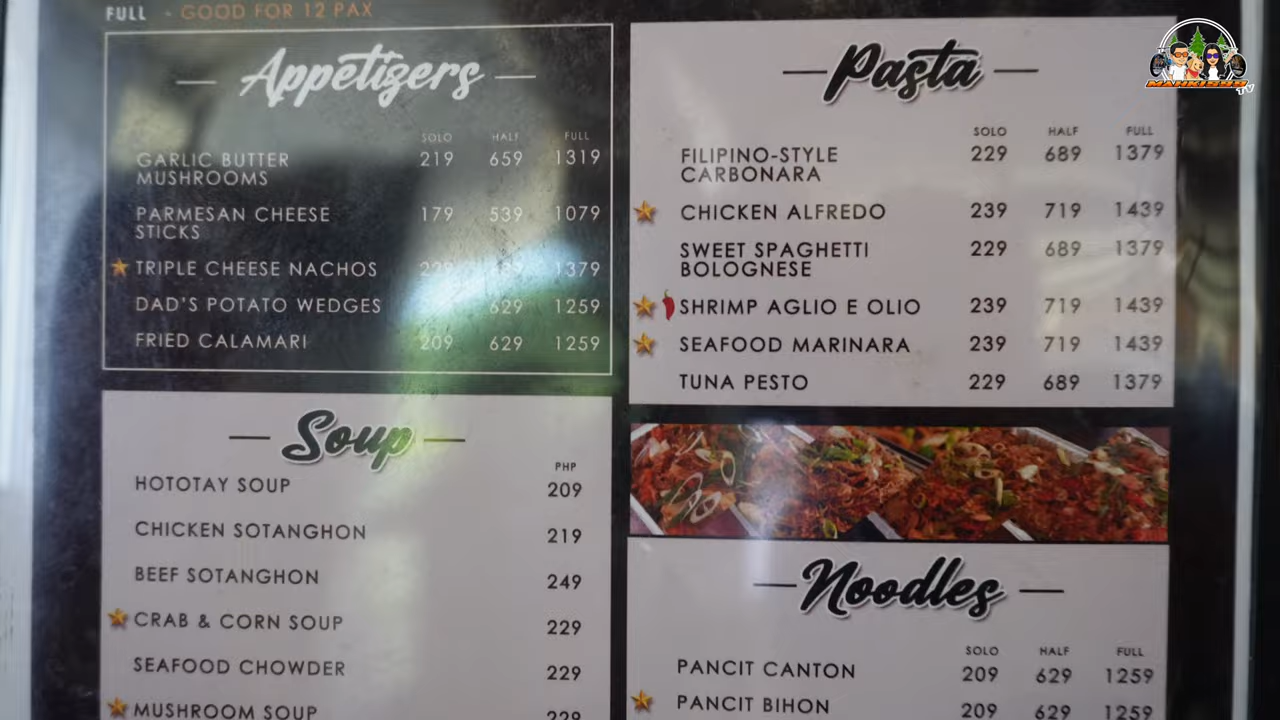 FULL - GOOD FOR 12 PAX
Appetizers
SOLO HALF FULL
GARLIC BUTTER 219 659 1319
MUSHROOMS
PARMESAN CHEESE 179 539 1079
STICKS
TRIPLE CHEESE NACHOS 1379
DAD'S POTATO WEDGES 629 1259
FRIED CALAMARI 209 629 1259
Soup
PHP
HOTOTAY SOUP 209
CHICKEN SOTANGHON 219
BEEF SOTANGHON 249
CRAB & CORN SOUP 229
SEAFOOD CHOWDER 229
MUSHROOM SOUP 229
Pasta
SOLO HALF FULL
FILIPINO-STYLE 229 689 1379
CARBONARA
CHICKEN ALFREDO 239 719 1439
SWEET SPAGHETTI 229 689 1379
BOLOGNESE
SHRIMP AGLIO E OLIO 239 719 1439
SEAFOOD MARINARA 239 719 1439
TUNA PESTO 229 689 1379
Noodles
SOLO HALF FULL
PANCIT CANTON 209 629 1259
PANCIT BIHON 209 629 1259
TV